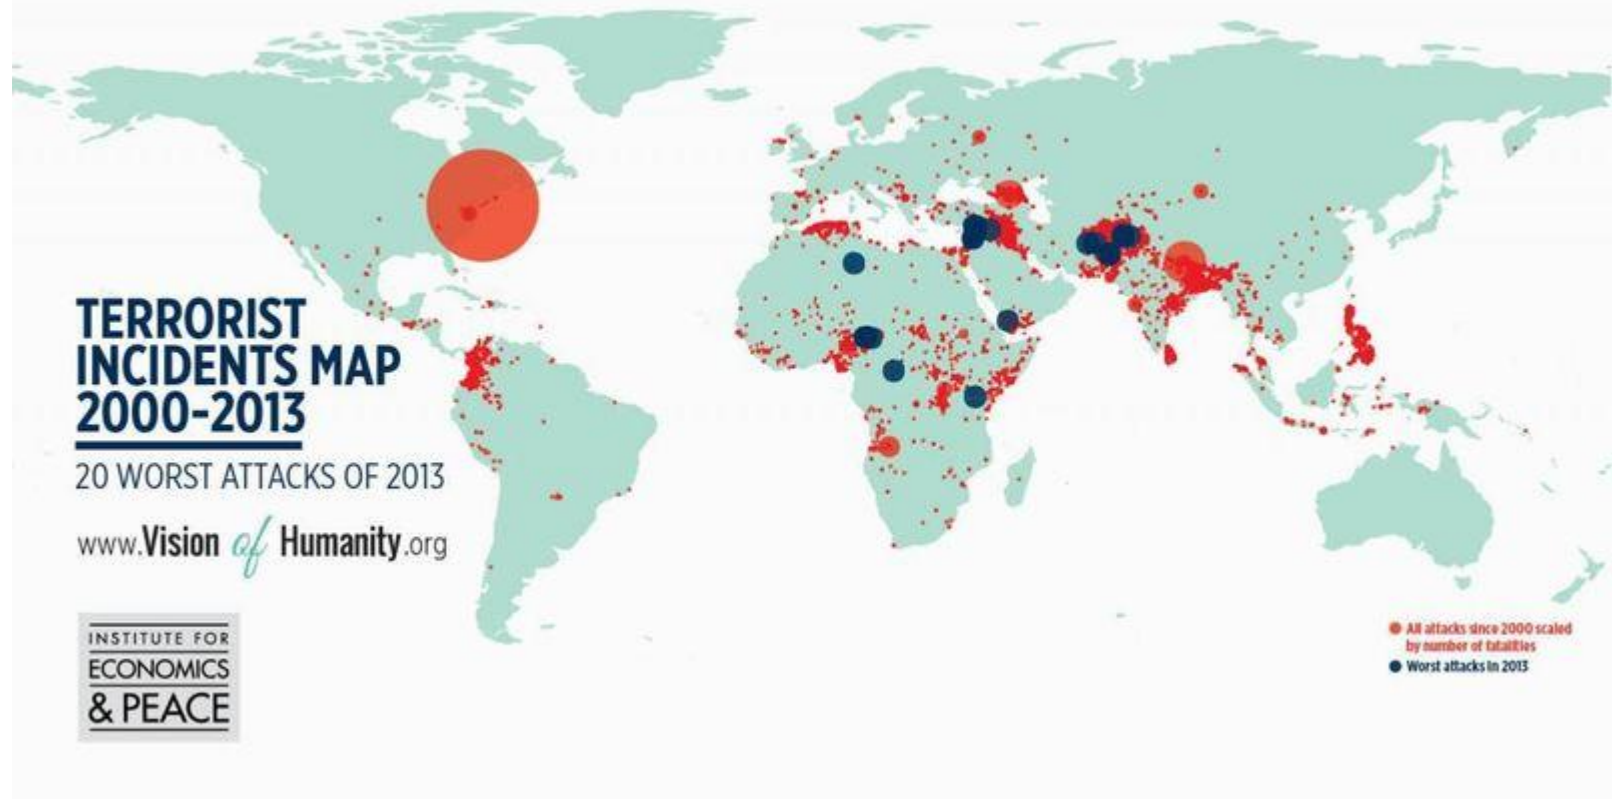 TERRORIST
INCIDENTS MAP
2000-2013
20 WORST ATTACKS OF 2013
www.Vision of Humanity.org
INSTITUTE FOR
ECONOMICS
& PEACE
All attacks since 2000 scaled
by number of fatalities
Worst attacks in 2013